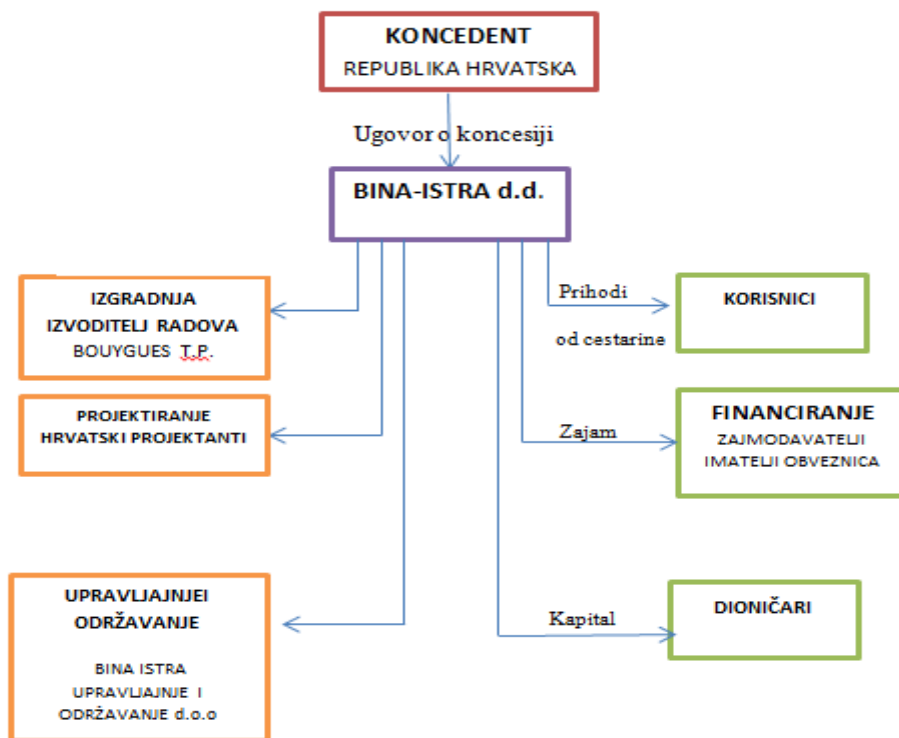 KONCEDENT
REPUBLIKA HRVATSKA
Ugovor o koncesiji
BINA-ISTRA d.d.
IZGRADNJA
IZVODITELJ RADOVA
BOUYGUES T.P.
Prihodi
od cestarine
KORISNICI
PROJEKTIRANJE
HRVATSKI PROJEKTANTI
Zajam
FINANCIRANJE
ZAJMODAVATELJI
IMATELJI OBVEZNICA
UPRAVLJAJNJEI
ODRŽAVANJE
BINA ISTRA
UPRAVLJAJNJE I
ODRŽAVANJE d.o.o
Kapital
DIONIČARI